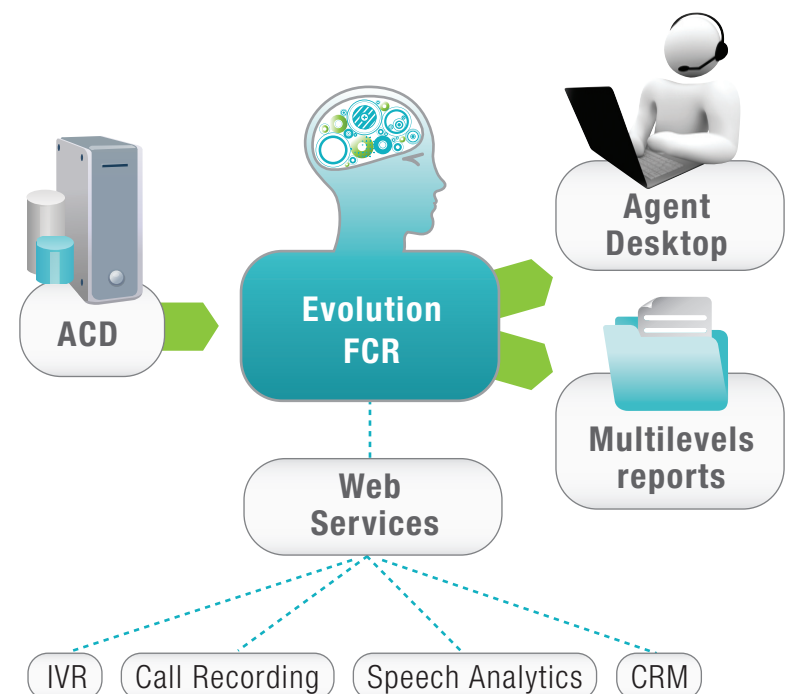 Agent
Desktop
ACD
Evolution
FCR
Multilevels
reports
Web
Services
IVR
Call Recording
Speech Analytics
CRM